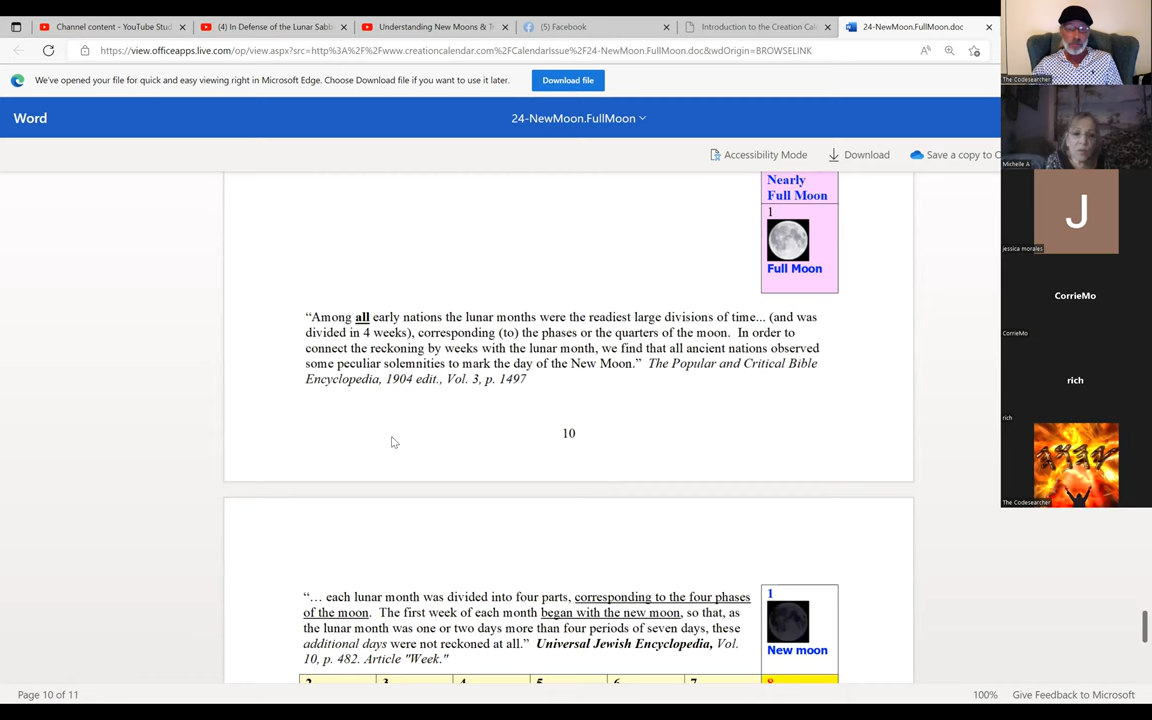 Channel content - YouTube Stud
(4) In Defense of the Lunar Sabb
Understanding New Moons & T
(5) Facebook
Introduction to the Creation Cale
24-NewMoon.FullMoon.doc
https://view.officeapps.live.com/op/view.aspx?src=http%3A%2F%2Fwww.creationcalendar.com%2FCalendarIssue%2F24-NewMoon.FullMoon.doc&wdOrigin=BROWSELINK
We've opened your file for quick and easy viewing right in Microsoft Edge. Choose Download file if you want to use it later.
Download file
Word
24-NewMoon.FullMoon
Accessibility Mode
Download
Save a copy to O
Nearly
Full Moon
1
Full Moon
“Among all early nations the lunar months were the readiest large divisions of time... (and was
divided in 4 weeks), corresponding (to) the phases or the quarters of the moon. In order to
connect the reckoning by weeks with the lunar month, we find that all ancient nations observed
some peculiar solemnities to mark the day of the New Moon.” The Popular and Critical Bible
Encyclopedia, 1904 edit., Vol. 3, p. 1497
10
“… each lunar month was divided into four parts, corresponding to the four phases
of the moon. The first week of each month began with the new moon, so that, as
the lunar month was one or two days more than four periods of seven days, these
additional days were not reckoned at all.” Universal Jewish Encyclopedia, Vol.
10, p. 482. Article "Week."
1
New moon
2 3 4 5 6 7 8
Page 10 of 11
100%
Give Feedback to Microsoft
The Codesearcher
Michelle A
J
jessica morales
CorrieMo
CorrieMo
rich
rich
The Codesearcher